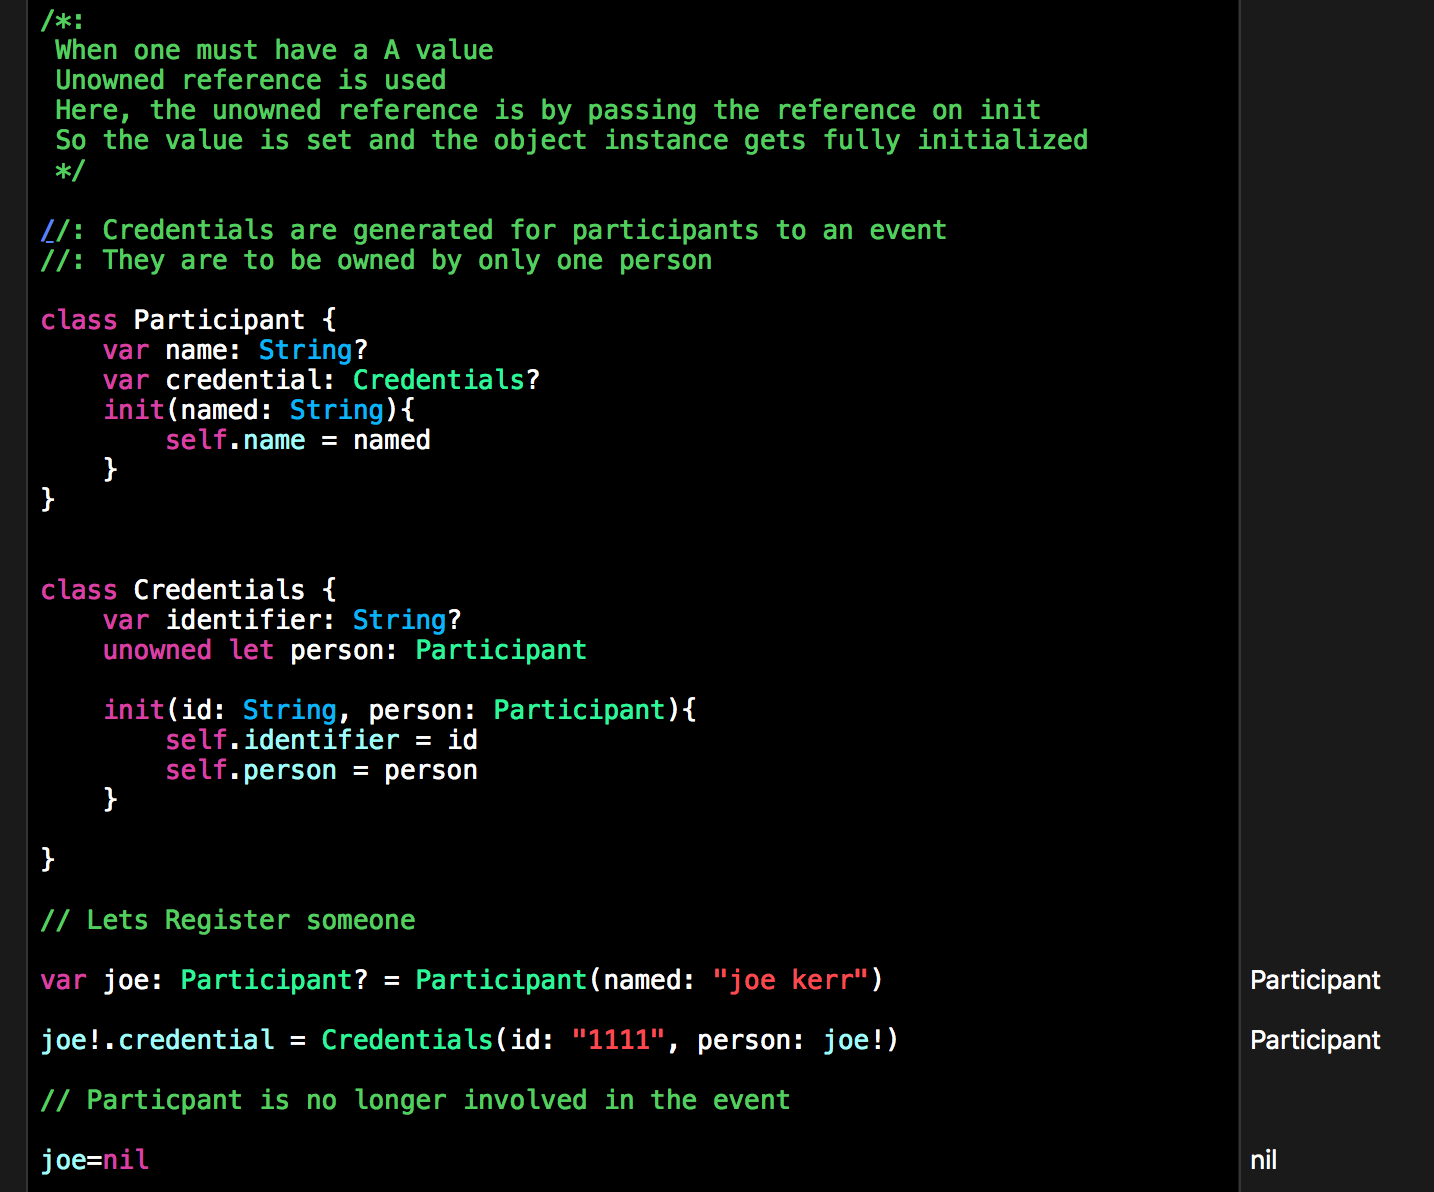 /*:
When one must have a A value
Unowned reference is used
Here, the unowned reference is by passing the reference on init
So the value is set and the object instance gets fully initialized
*/
//: Credentials are generated for participants to an event
//: They are to be owned by only one person
class Participant {
var name: String?
var credential: Credentials?
init(named: String){
self.name = named
}
}
class Credentials {
var identifier: String?
unowned let person: Participant
init(id: String, person: Participant){
self.identifier = id
self.person = person
}
}
// Lets Register someone
var joe: Participant? = Participant(named: "joe kerr") Participant
joe!.credential = Credentials(id: "1111", person: joe!) Participant
// Particpant is no longer involved in the event
joe=nil nil